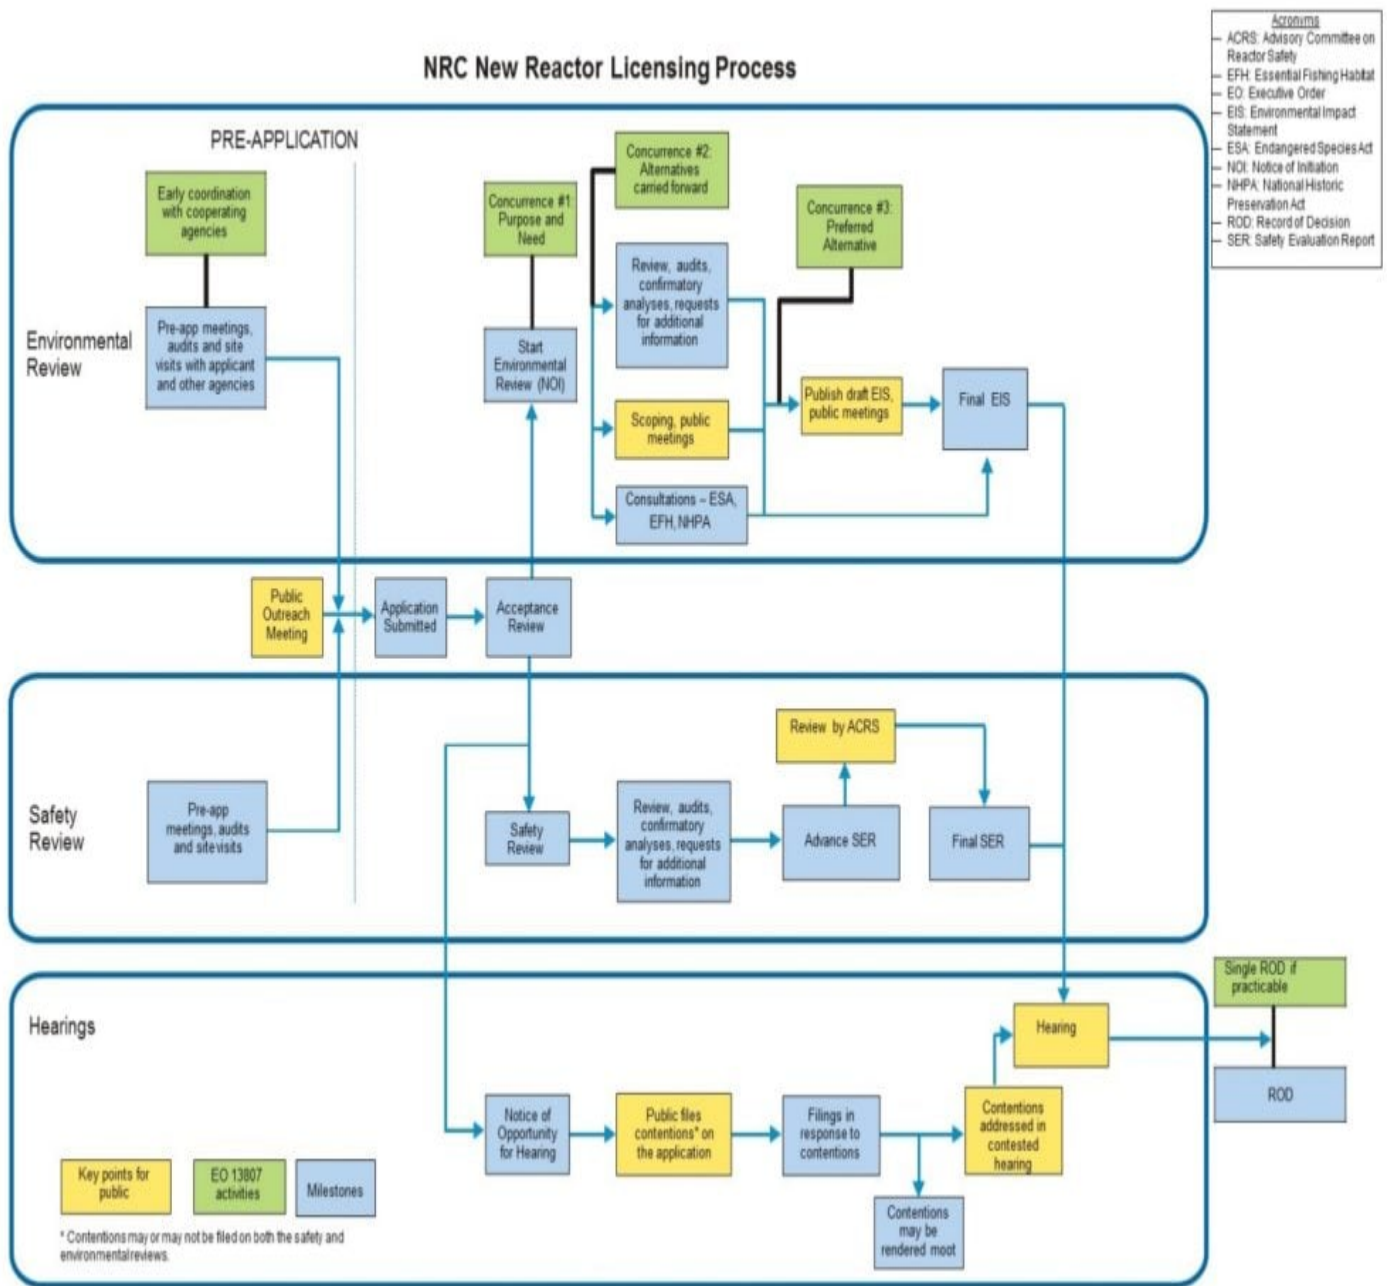 Acronyms
— ACRS: Advisory Committee on
Reactor Safety
— EFH: Essential Fishing Habitat
— EO: Executive Order
— EIS: Environmental Impact
Statement
— ESA: Endangered Species Act
— NOI: Notice of Initiation
— NHPA: National Historic
Preservation Act
— ROD: Record of Decision
— SER: Safety Evaluation Report
NRC New Reactor Licensing Process
PRE-APPLICATION
Environmental
Review
Early coordination
with cooperating
agencies
Pre-app meetings,
audits and site
visits with applicant
and other agencies
Concurrence #1
Purpose and
Need
Start
Environmental
Review (NOI)
Concurrence #2:
Alternatives
carried forward
Review, audits,
confirmatory
analyses, requests
for additional
information
Scoping, public
meetings
Consultations – ESA,
EFH, NHPA
Concurrence #3:
Preferred
Alternative
Publish draft EIS,
public meetings
Final EIS
Public
Outreach
Meeting
Application
Submitted
Acceptance
Review
Safety
Review
Pre-app
meetings, audits
and site visits
Safety
Review
Review, audits,
confirmatory
analyses, requests
for additional
information
Review by ACRS
Advance SER
Final SER
Hearings
Notice of
Opportunity
for Hearing
Public files
contentions* on
the application
Filings in
response to
contentions
Contentions
may be
rendered moot
Contentions
addressed in
contested
hearing
Hearing
Single ROD if
practicable
ROD
Key points for
public
EO 13807
activities
Milestones
* Contentions may or may not be filed on both the safety and
environmental reviews.